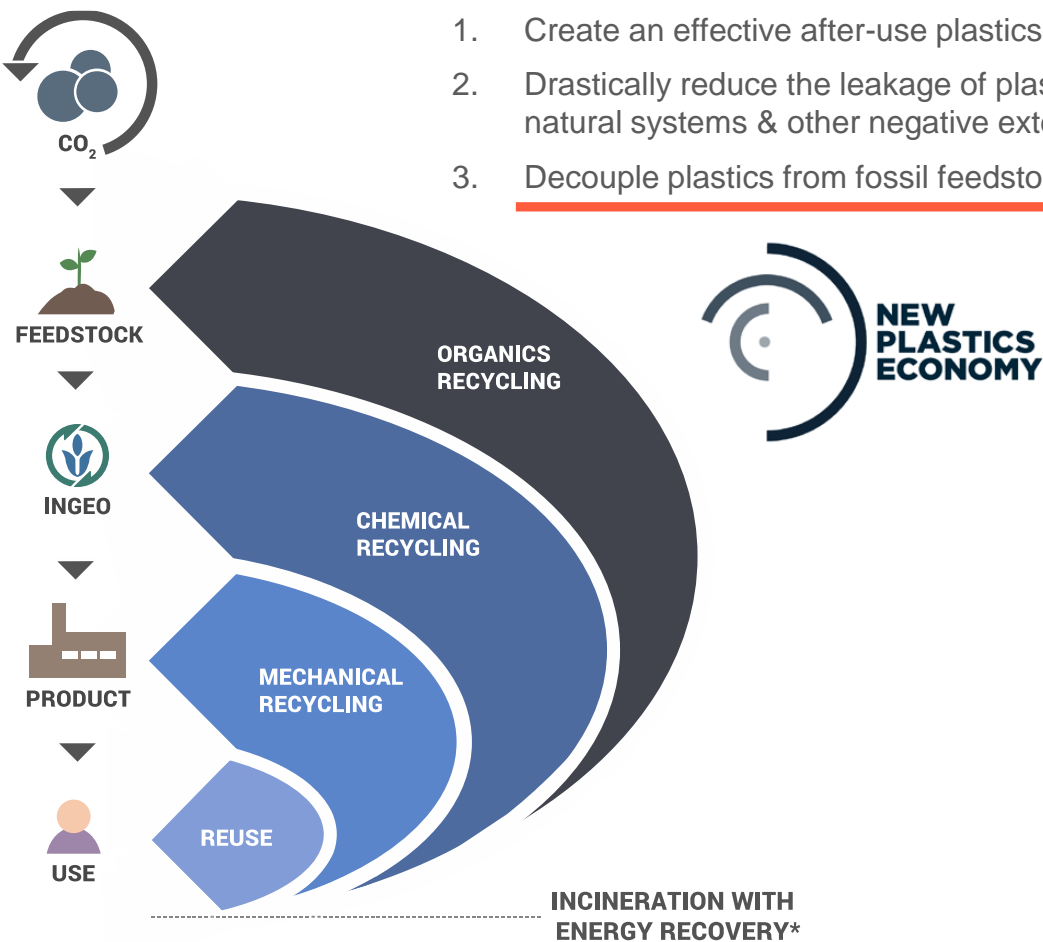 1. Create an effective after-use plastics
2. Drastically reduce the leakage of plas
natural systems & other negative exte
3. Decouple plastics from fossil feedsto
CO₂
FEEDSTOCK
INGEO
PRODUCT
USE
ORGANICS
RECYCLING
CHEMICAL
RECYCLING
MECHANICAL
RECYCLING
REUSE
NEW
PLASTICS
ECONOMY
INCINERATION WITH
ENERGY RECOVERY*